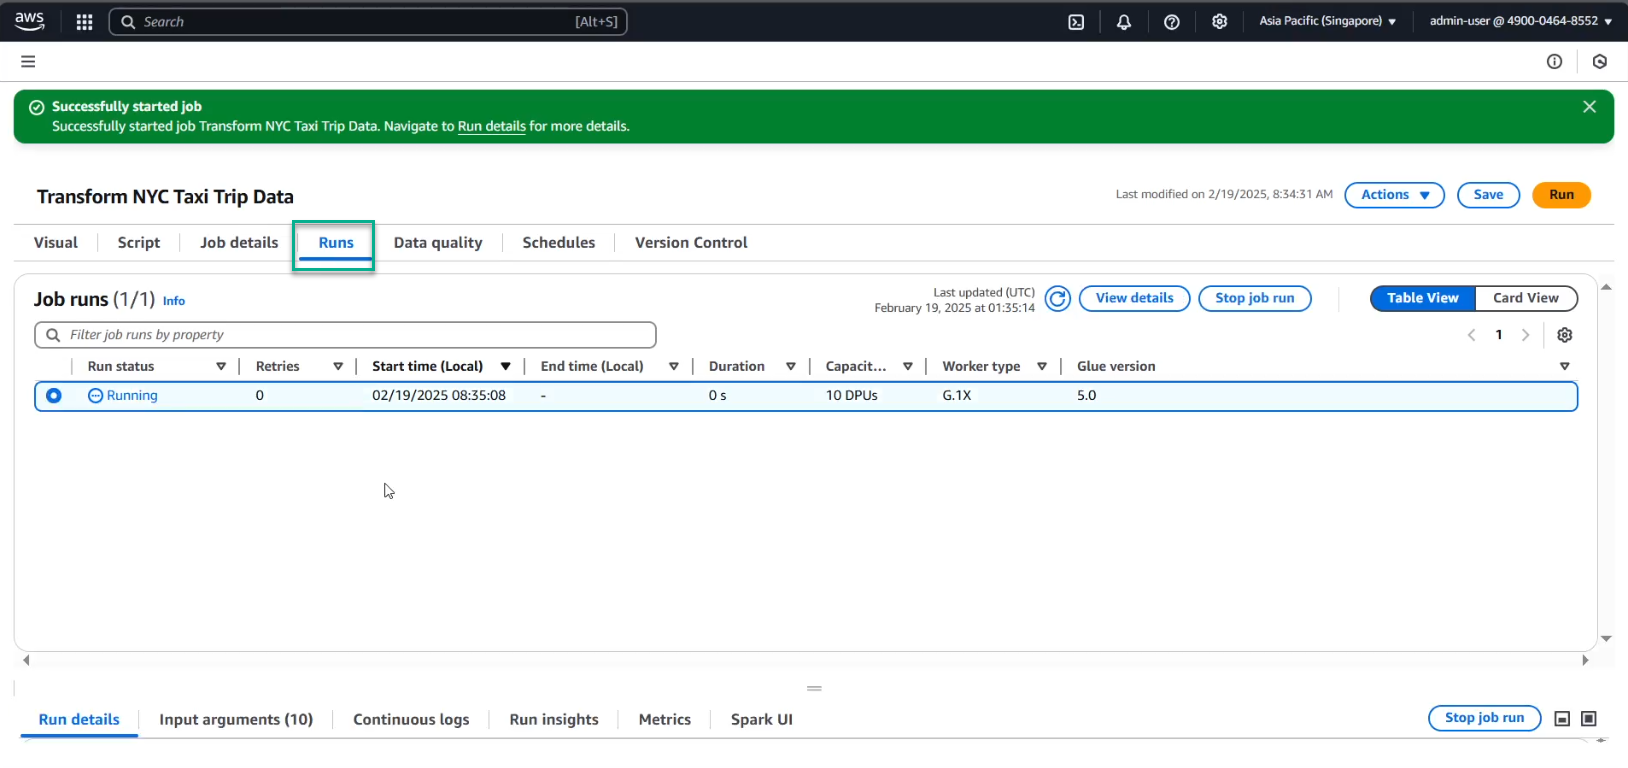 aws
Search
[Alt+S]
Asia Pacific (Singapore)
admin-user @ 4900-0464-8552
Successfully started job
Successfully started job Transform NYC Taxi Trip Data. Navigate to Run details for more details.
Transform NYC Taxi Trip Data
Last modified on 2/19/2025, 8:34:31 AM
Actions
Save
Run
Visual
Script
Job details
Runs
Data quality
Schedules
Version Control
Job runs (1/1) Info
Last updated (UTC)
February 19, 2025 at 01:35:14
View details
Stop job run
Table View
Card View
Filter job runs by property
1
Run status
Retries
Start time (Local)
End time (Local)
Duration
Capacit...
Worker type
Glue version
Running
0
02/19/2025 08:35:08
-
0 s
10 DPUs
G.1X
5.0
Run details
Input arguments (10)
Continuous logs
Run insights
Metrics
Spark UI
Stop job run